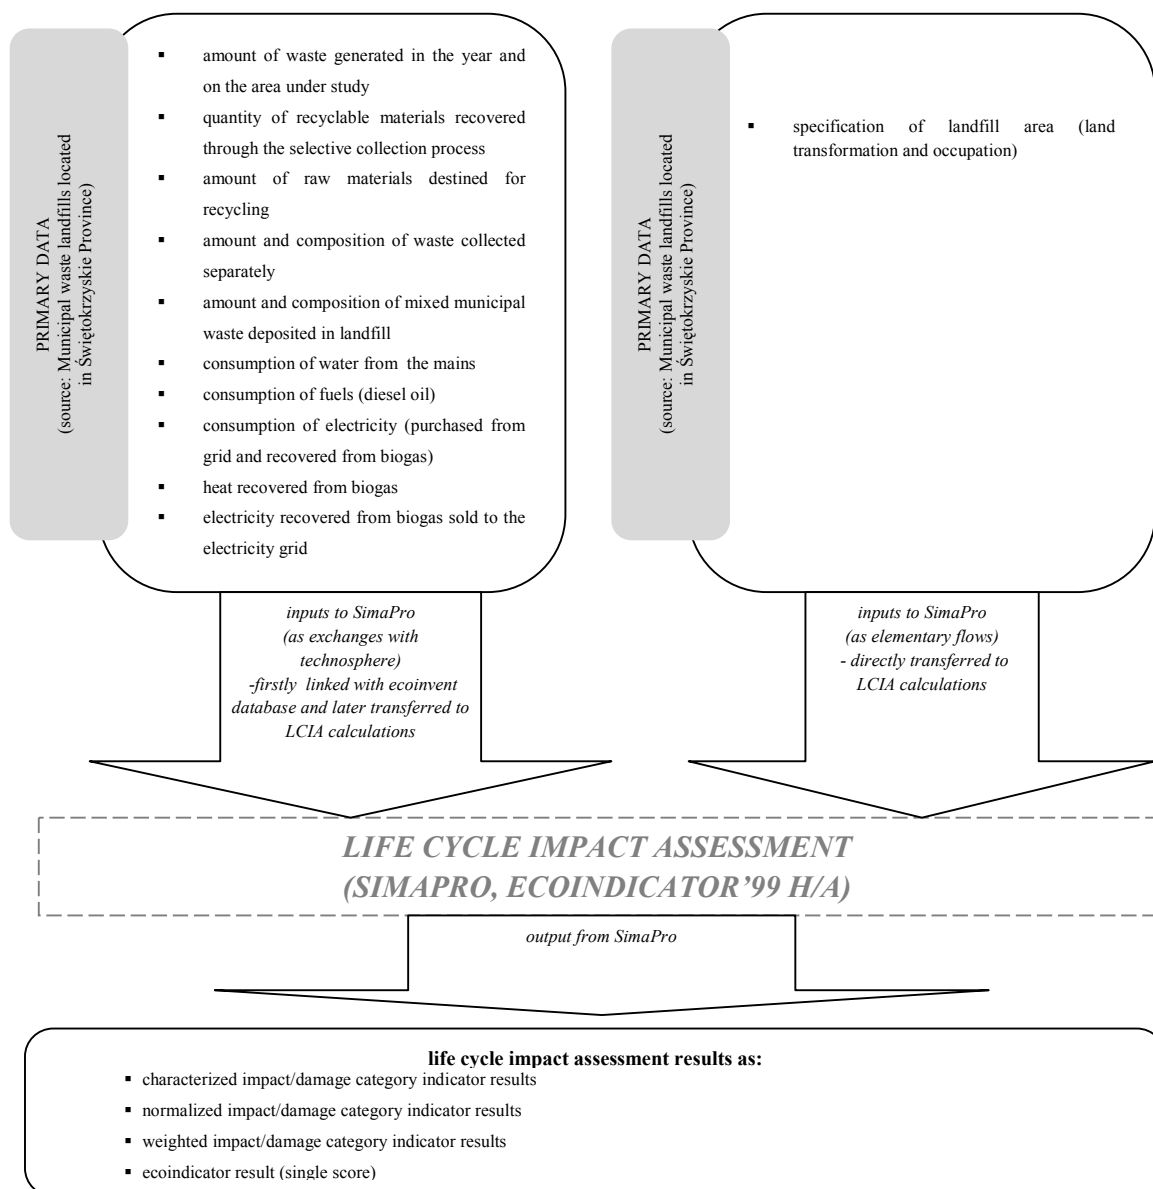 PRIMARY DATA
(source: Municipal waste landfills located
in Świętokrzyskie Province)
▪ amount of waste generated in the year and
on the area under study
▪ quantity of recyclable materials recovered
through the selective collection process
▪ amount of raw materials destined for
recycling
▪ amount and composition of waste collected
separately
▪ amount and composition of mixed municipal
waste deposited in landfill
▪ consumption of water from the mains
▪ consumption of fuels (diesel oil)
▪ consumption of electricity (purchased from
grid and recovered from biogas)
▪ heat recovered from biogas
▪ electricity recovered from biogas sold to the
electricity grid
PRIMARY DATA
(source: Municipal waste landfills located
in Świętokrzyskie Province)
▪ specification of landfill area (land
transformation and occupation)
inputs to SimaPro
(as exchanges with
technosphere)
-firstly linked with ecoinvent
database and later transferred to
LCIA calculations
inputs to SimaPro
(as elementary flows)
- directly transferred to
LCIA calculations
LIFE CYCLE IMPACT ASSESSMENT
(SIMAPRO, ECOINDICATOR’99 H/A)
output from SimaPro
life cycle impact assessment results as:
▪ characterized impact/damage category indicator results
▪ normalized impact/damage category indicator results
▪ weighted impact/damage category indicator results
▪ ecoindicator result (single score)